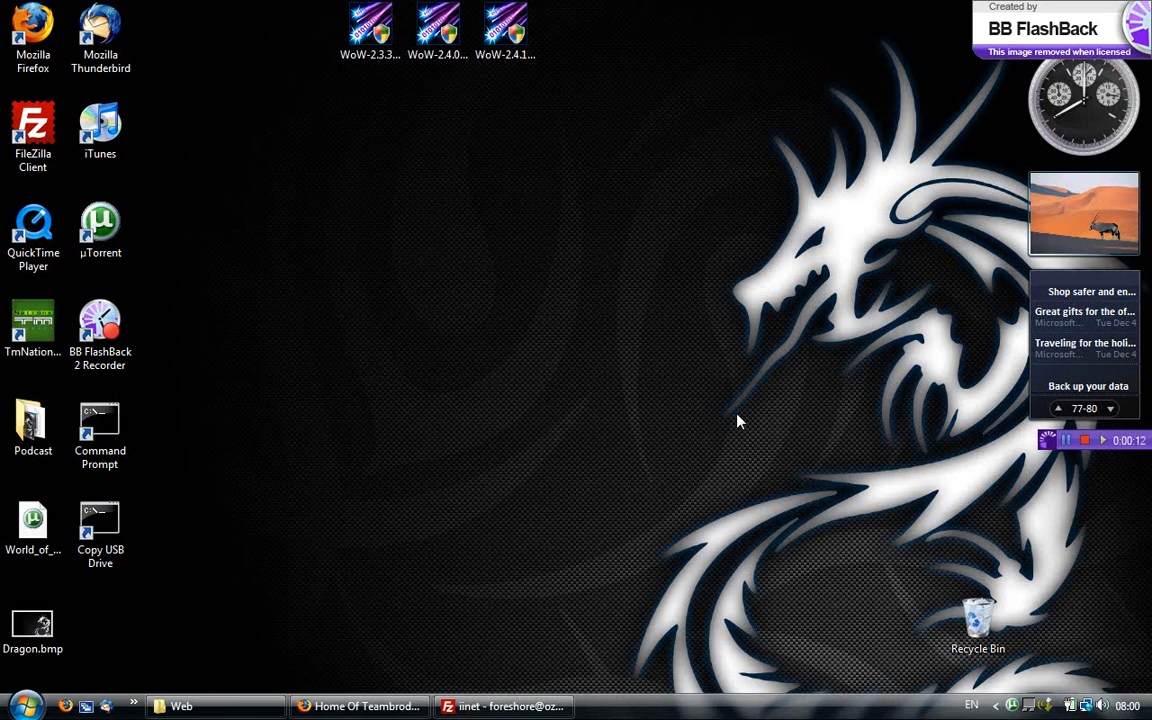 Mozilla Firefox
Mozilla Thunderbird
WoW-2.3.3...
WoW-2.4.0...
WoW-2.4.1...
Created by
BB FlashBack
This image removed when licensed
FileZilla Client
iTunes
QuickTime Player
µTorrent
TmNation...
BB FlashBack 2 Recorder
Podcast
Command Prompt
World_of_...
Copy USB Drive
Dragon.bmp
Shop safer and en...
Great gifts for the of...
Microsoft... Tue Dec 4
Traveling for the holi...
Microsoft... Tue Dec 4
Back up your data
77-80
0:00:12
Recycle Bin
Web
Home Of Teambrod...
iinet - foreshore@oz...
EN
08:00